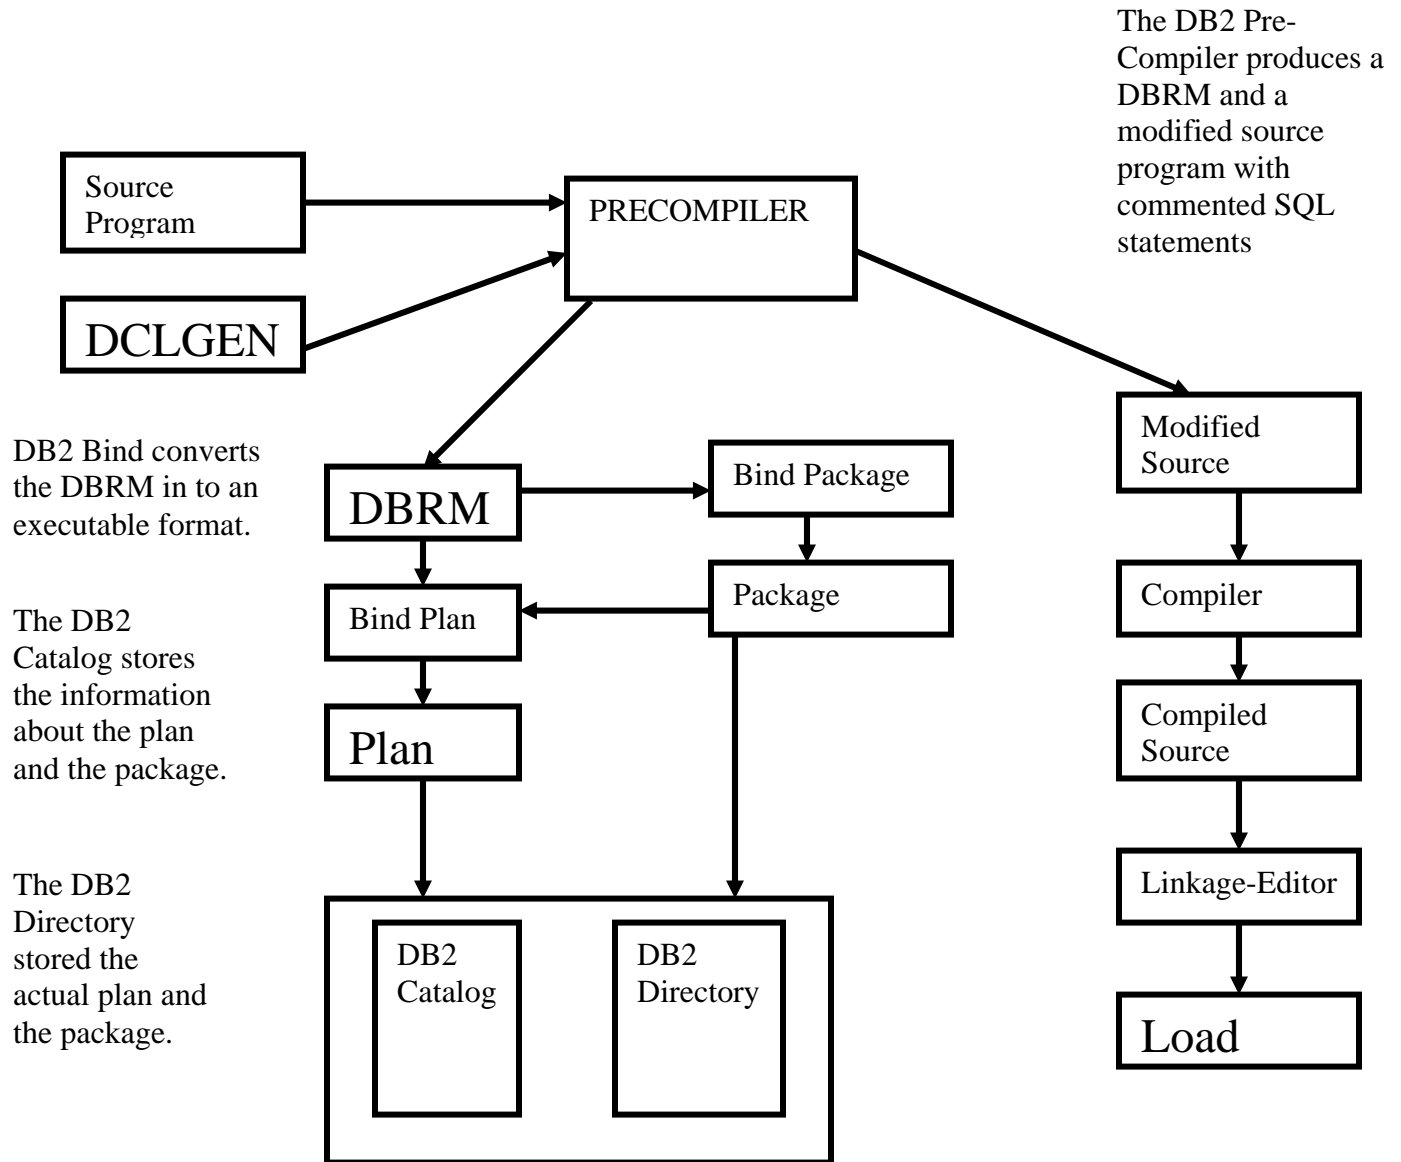 The DB2 Pre-
Compiler produces a
DBRM and a
modified source
program with
commented SQL
statements
Source
Program
PRECOMPILER
DCLGEN
Modified
Source
DB2 Bind converts
the DBRM in to an
executable format.
DBRM
Bind Package
Bind Plan
Package
Compiler
The DB2
Catalog stores
the information
about the plan
and the package.
Plan
Compiled
Source
Linkage-Editor
The DB2
Directory
stored the
actual plan and
the package.
DB2
Catalog
DB2
Directory
Load